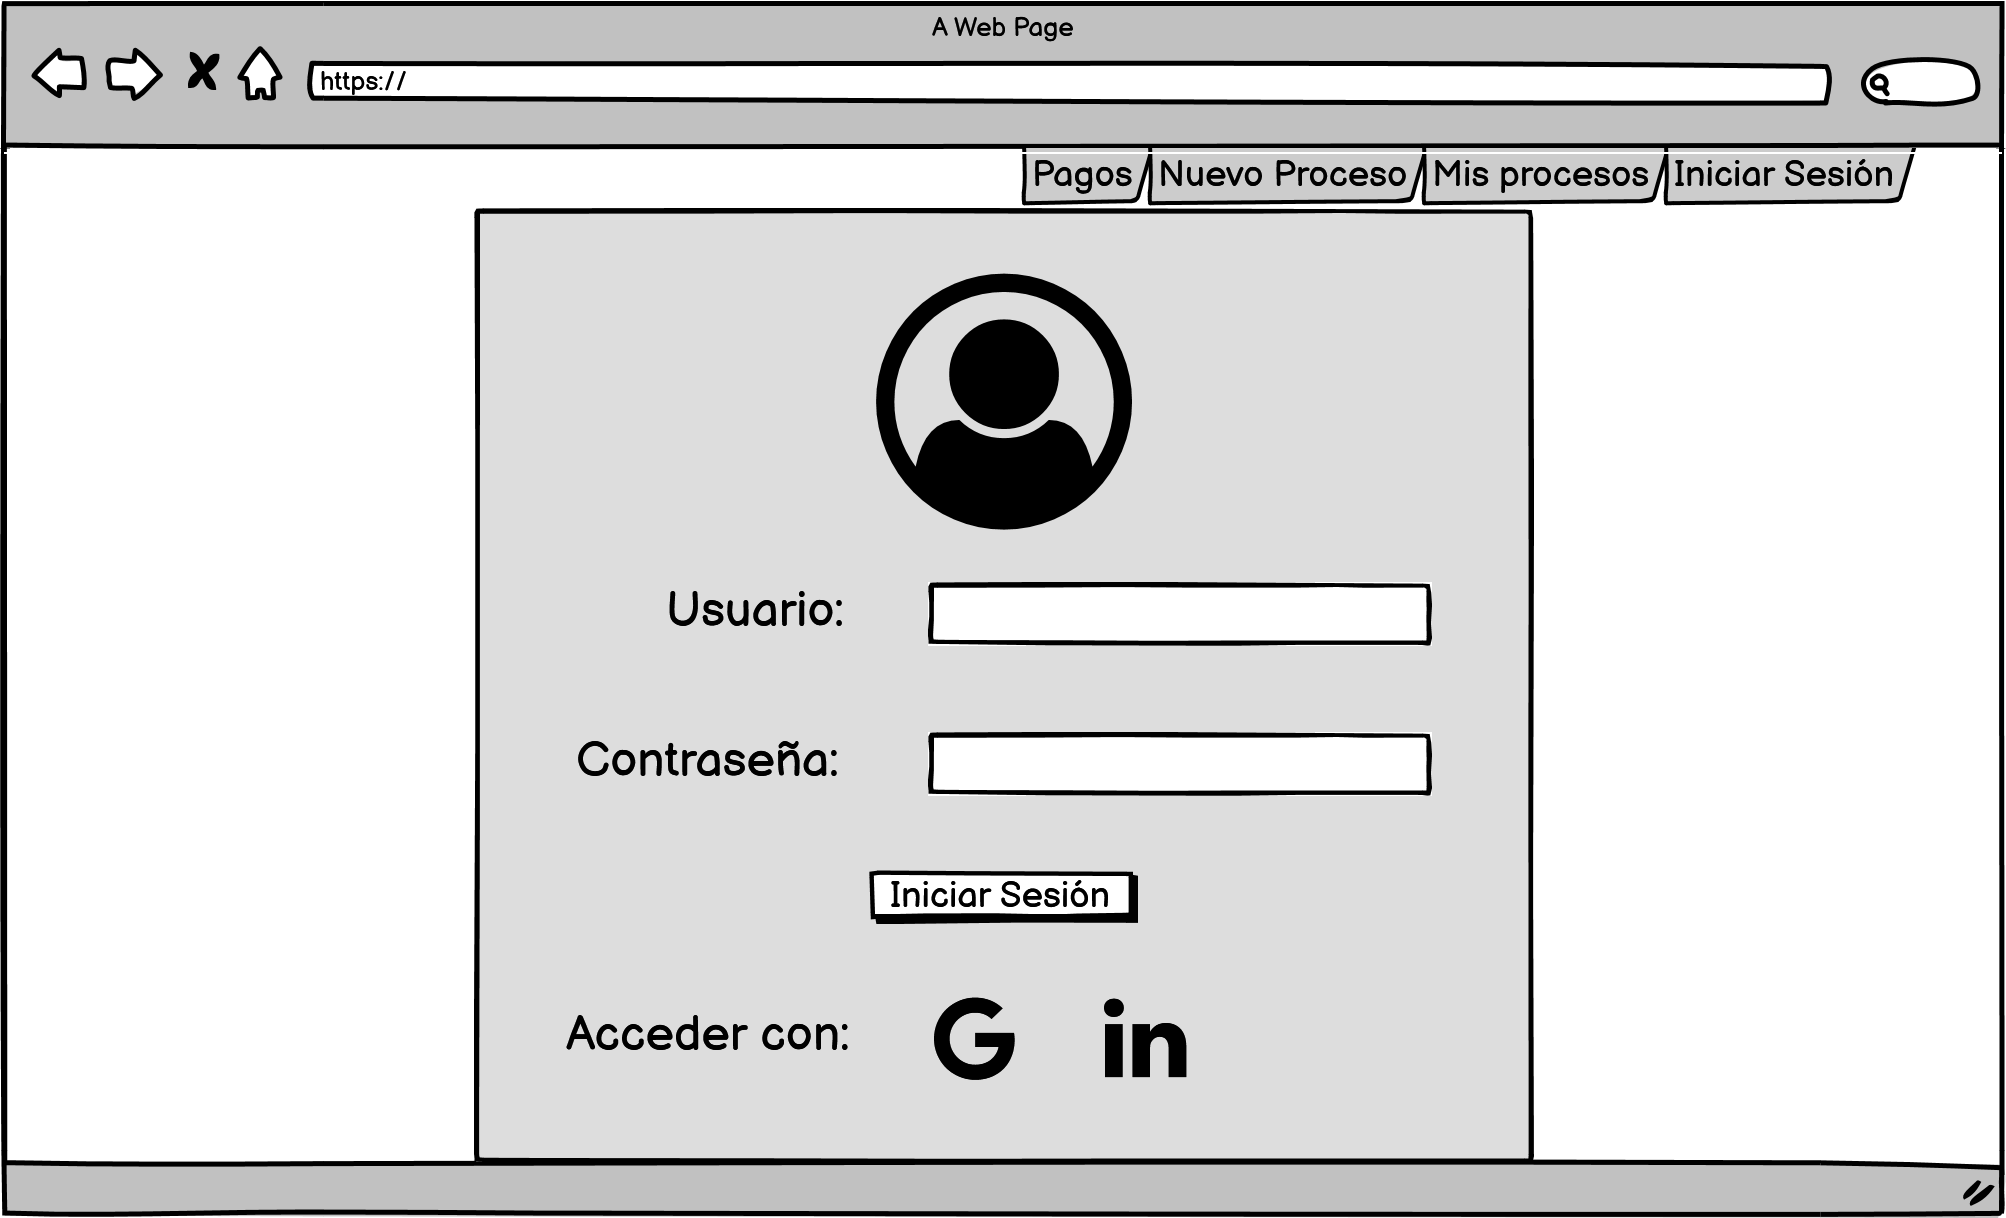 A Web Page
https://
Pagos Nuevo Proceso Mis procesos Iniciar Sesión
Usuario:
Contraseña:
Iniciar Sesión
Acceder con: G in